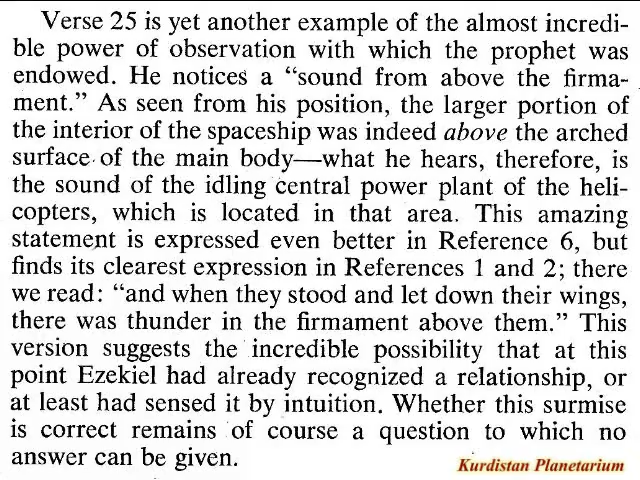 Verse 25 is yet another example of the almost incredi-
ble power of observation with which the prophet was
endowed. He notices a “sound from above the firma-
ment.” As seen from his position, the larger portion of
the interior of the spaceship was indeed above the arched
surface of the main body—what he hears, therefore, is
the sound of the idling central power plant of the heli-
copters, which is located in that area. This amazing
statement is expressed even better in Reference 6, but
finds its clearest expression in References 1 and 2; there
we read: “and when they stood and let down their wings,
there was thunder in the firmament above them.” This
version suggests the incredible possibility that at this
point Ezekiel had already recognized a relationship, or
at least had sensed it by intuition. Whether this surmise
is correct remains of course a question to which no
answer can be given.
Kurdistan Planetarium